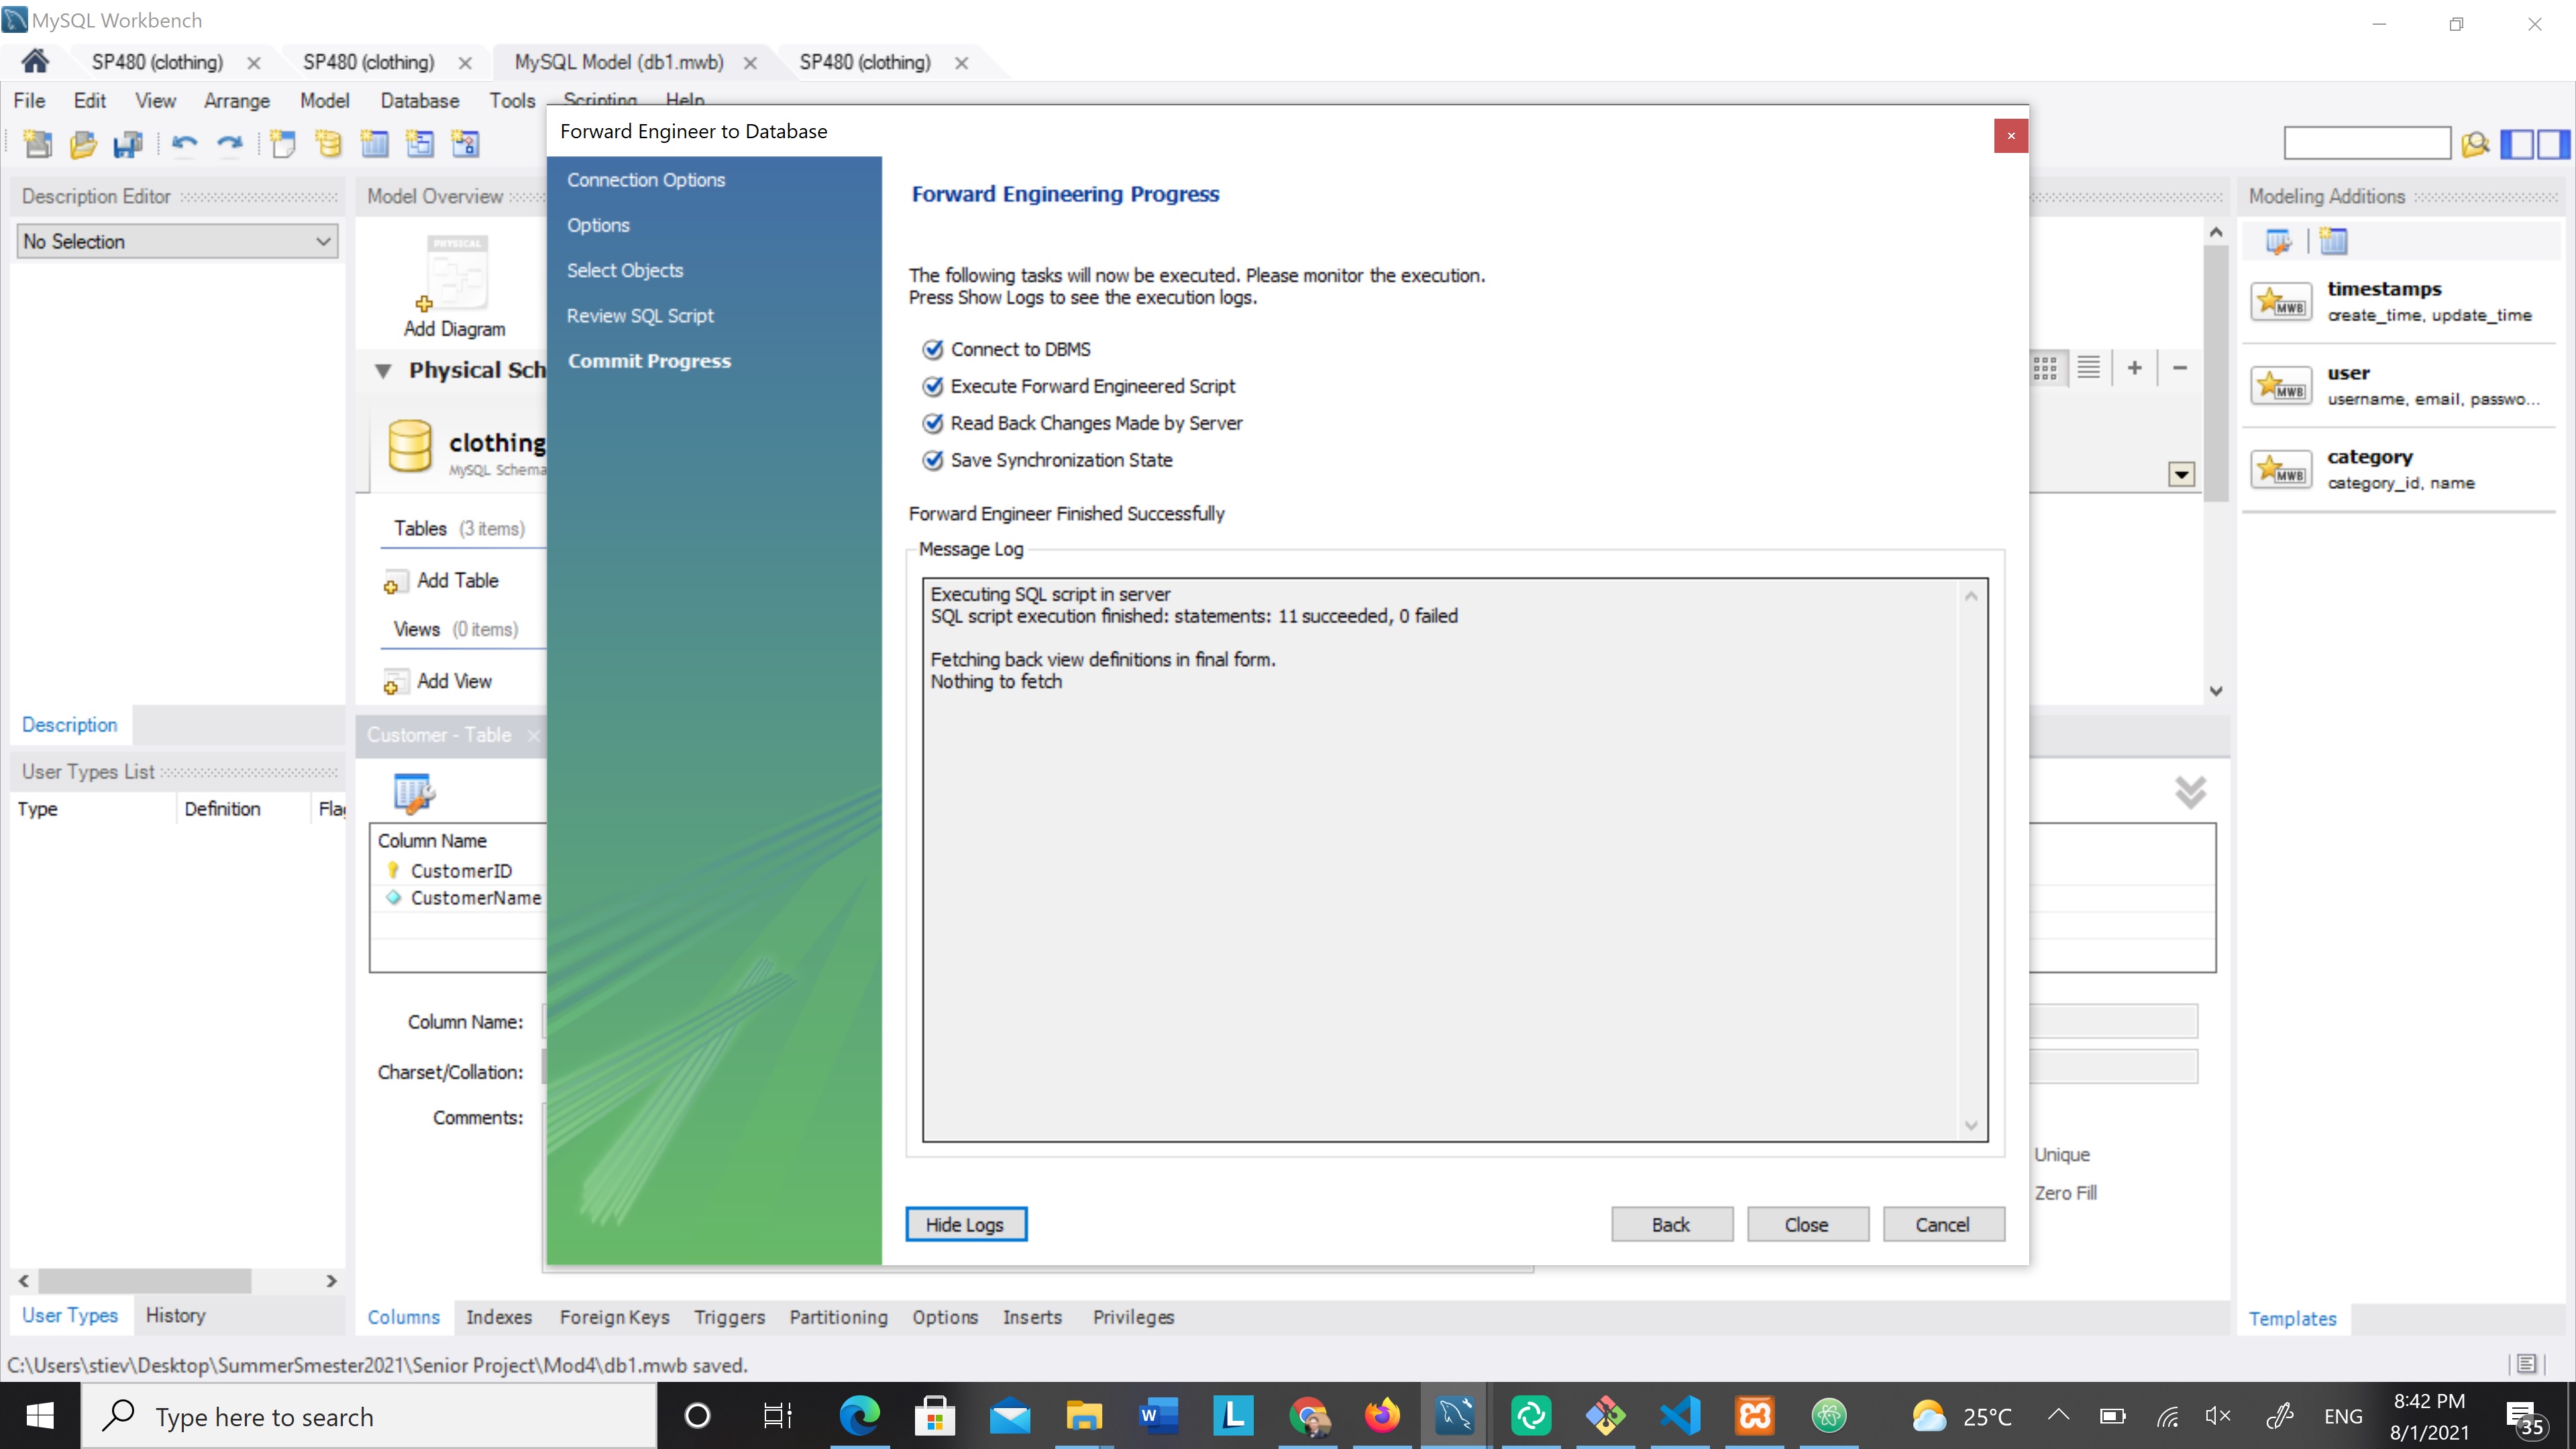 MySQL Workbench
SP480 (clothing)
SP480 (clothing)
MySQL Model (db1.mwb)
SP480 (clothing)
File Edit View Arrange Model Database Tools Scripting Help
Forward Engineer to Database
Description Editor
No Selection
Description
User Types List
Type Definition Flag
User Types History
Model Overview
PHYSICAL
Add Diagram
Physical Sch
clothing
MySQL Schema
Tables (3 items)
Add Table
Views (0 items)
Add View
Customer - Table
Column Name
CustomerID
CustomerName
Column Name:
Charset/Collation:
Comments:
Connection Options
Options
Select Objects
Review SQL Script
Commit Progress
Forward Engineering Progress
The following tasks will now be executed. Please monitor the execution.
Press Show Logs to see the execution logs.
Connect to DBMS
Execute Forward Engineered Script
Read Back Changes Made by Server
Save Synchronization State
Forward Engineer Finished Successfully
Message Log
Executing SQL script in server
SQL script execution finished: statements: 11 succeeded, 0 failed
Fetching back view definitions in final form.
Nothing to fetch
Hide Logs Back Close Cancel
Unique
Zero Fill
Columns Indexes Foreign Keys Triggers Partitioning Options Inserts Privileges
Modeling Additions
MWB
timestamps
create_time, update_time
MWB
user
username, email, passwo...
MWB
category
category_id, name
Templates
C:\Users\stiev\Desktop\SummerSmester2021\Senior Project\Mod4\db1.mwb saved.
Type here to search
25°C
ENG
8:42 PM
8/1/2021
35